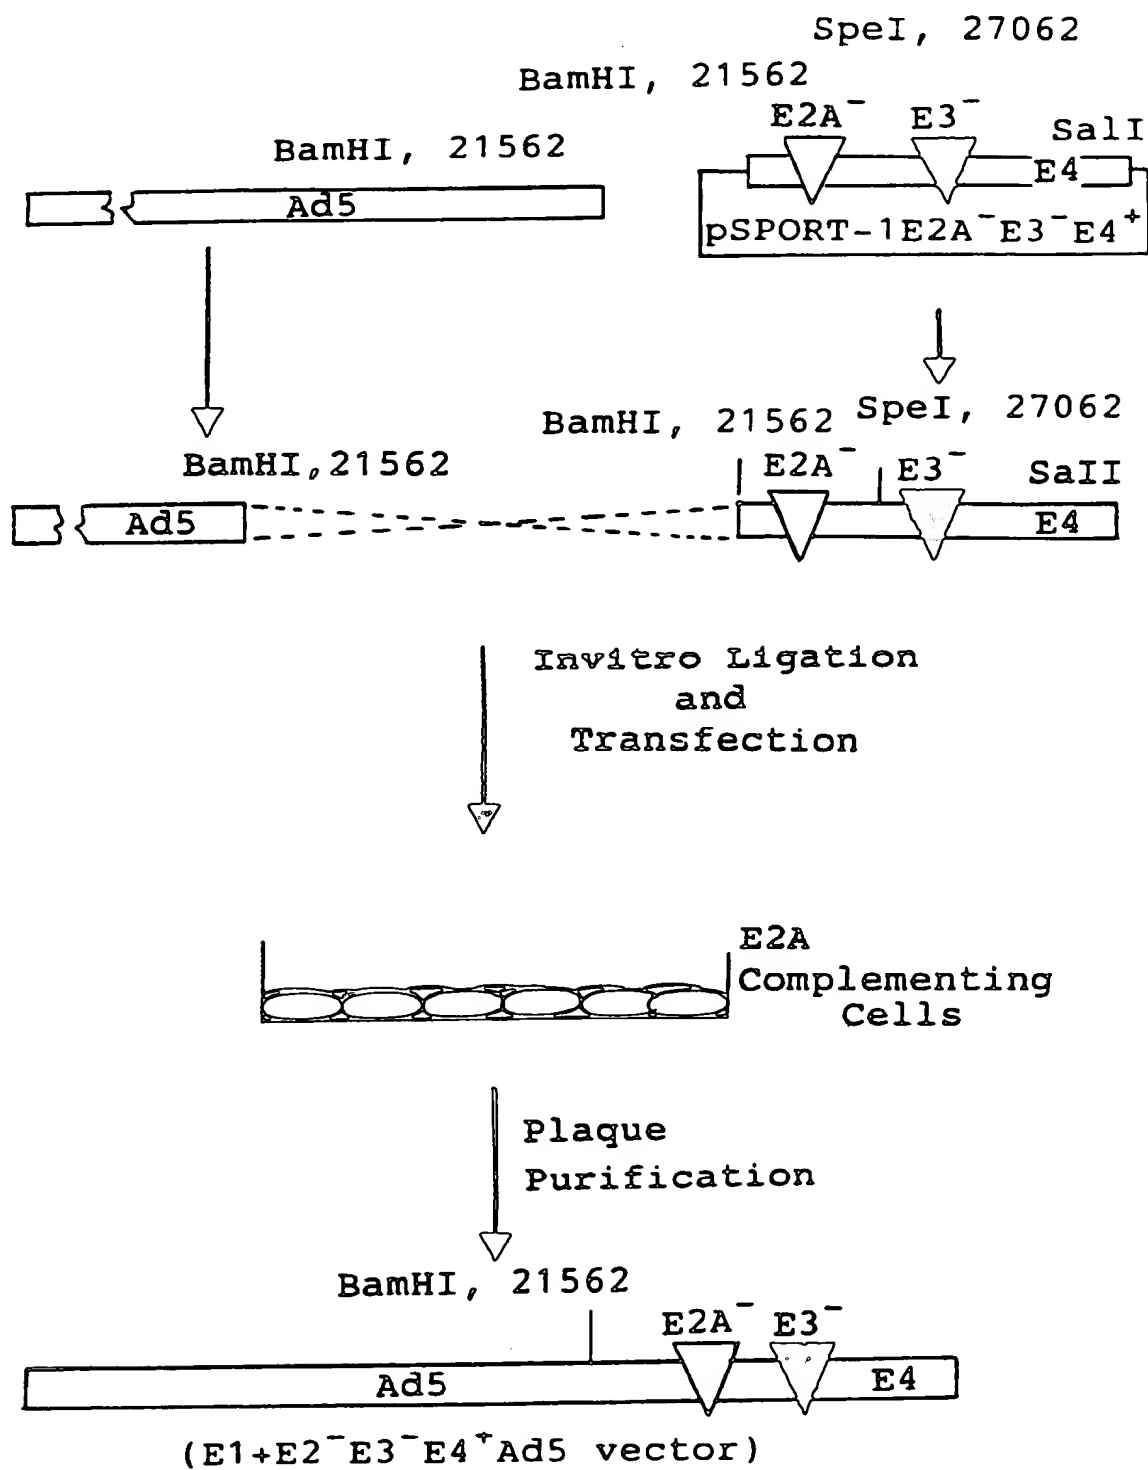 SpeI, 27062
BamHI, 21562
E2A⁻ E3⁻
SalI
BamHI, 21562
E4
Ad5
pSPORT-1E2A⁻E3⁻E4⁺
BamHI, 21562
SpeI, 27062
BamHI,21562
E2A⁻
E3⁻
SaII
Ad5
E4
Invitro Ligation
and
Transfection
E2A
Complementing
Cells
Plaque
Purification
BamHI, 21562
E2A⁻ E3⁻
Ad5
E4
(E1+E2⁻E3⁻E4⁺Ad5 vector)